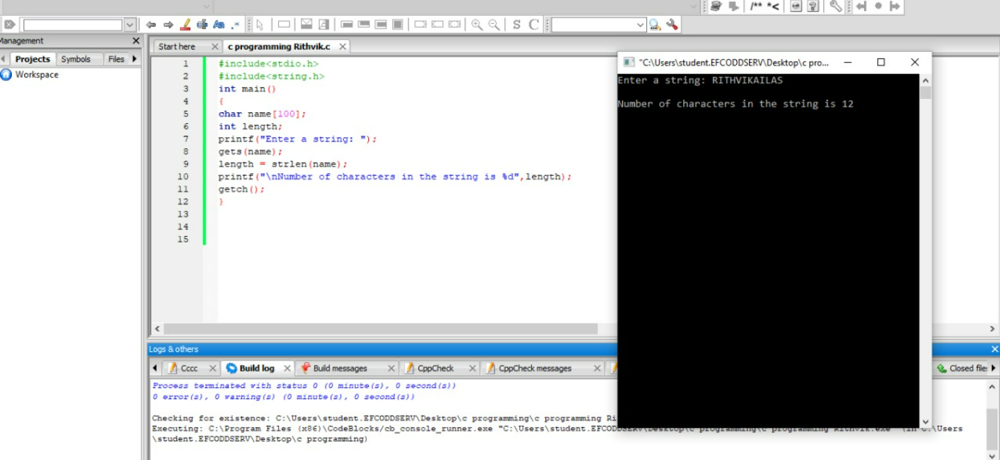 /** *<
S C
Management
Projects Symbols Files
Workspace
Start here c programming Rithvik.c
1 #include<stdio.h>
2 #include<string.h>
3 int main()
4 {
5 char name[100];
6 int length;
7 printf("Enter a string: ");
8 gets(name);
9 length = strlen(name);
10 printf("\nNumber of characters in the string is %d",length);
11 getch();
12 }
13
14
15
"C:\Users\student.EFCODDSERV\Desktop\c pro...
Enter a string: RITHVIKAILAS
Number of characters in the string is 12
Logs & others
Cccc Build log Build messages CppCheck CppCheck messages Closed file
Process terminated with status 0 (0 minute(s), 0 second(s))
0 error(s), 0 warning(s) (0 minute(s), 0 second(s))
Checking for existence: C:\Users\student.EFCODDSERV\Desktop\c programming\c programming Ri
Executing: C:\Program Files (x86)\CodeBlocks/cb_console_runner.exe "C:\Users\student.EFCODDSERV\Desktop\c programming\c programming Rithvik.exe" (in C:\Users
\student.EFCODDSERV\Desktop\c programming)